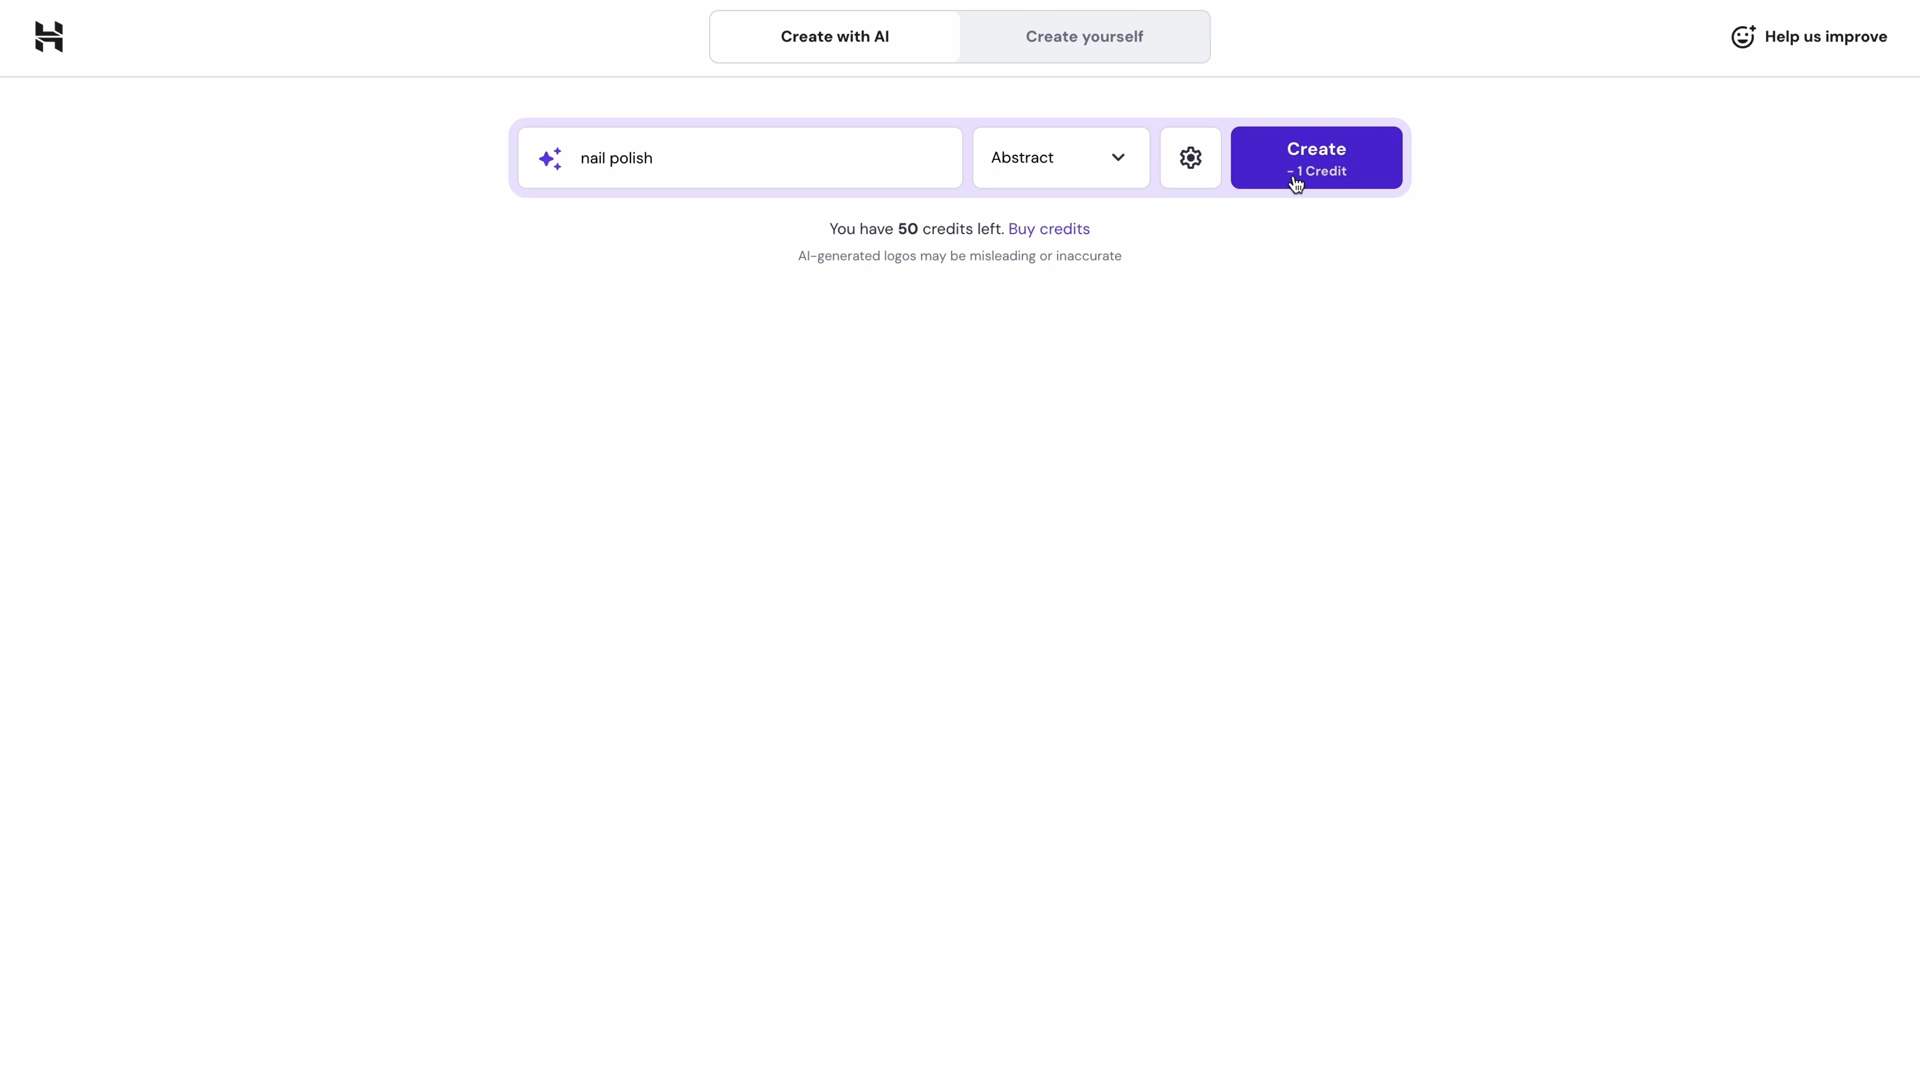 Create with AI
Create yourself
Help us improve
nail polish
Abstract
Create
- 1 Credit
You have 50 credits left. Buy credits
AI-generated logos may be misleading or inaccurate